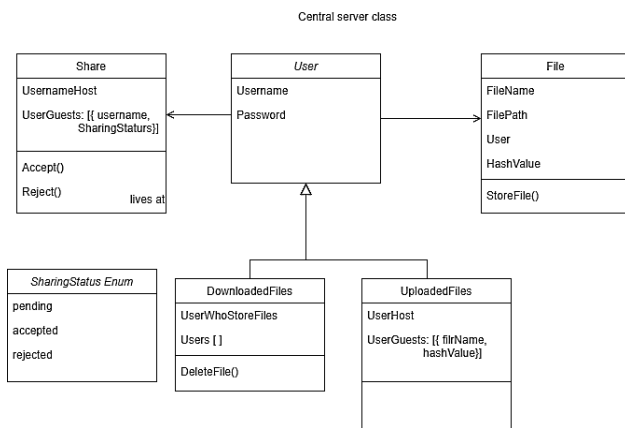 Central server class
Share
UsernameHost
UserGuests: [{ username,
SharingStaturs}]
Accept()
Reject()
lives at
User
Username
Password
File
FileName
FilePath
User
HashValue
StoreFile()
SharingStatus Enum
pending
accepted
rejected
DownloadedFiles
UserWhoStoreFiles
Users [ ]
DeleteFile()
UploadedFiles
UserHost
UserGuests: [{ filrName,
hashValue}]